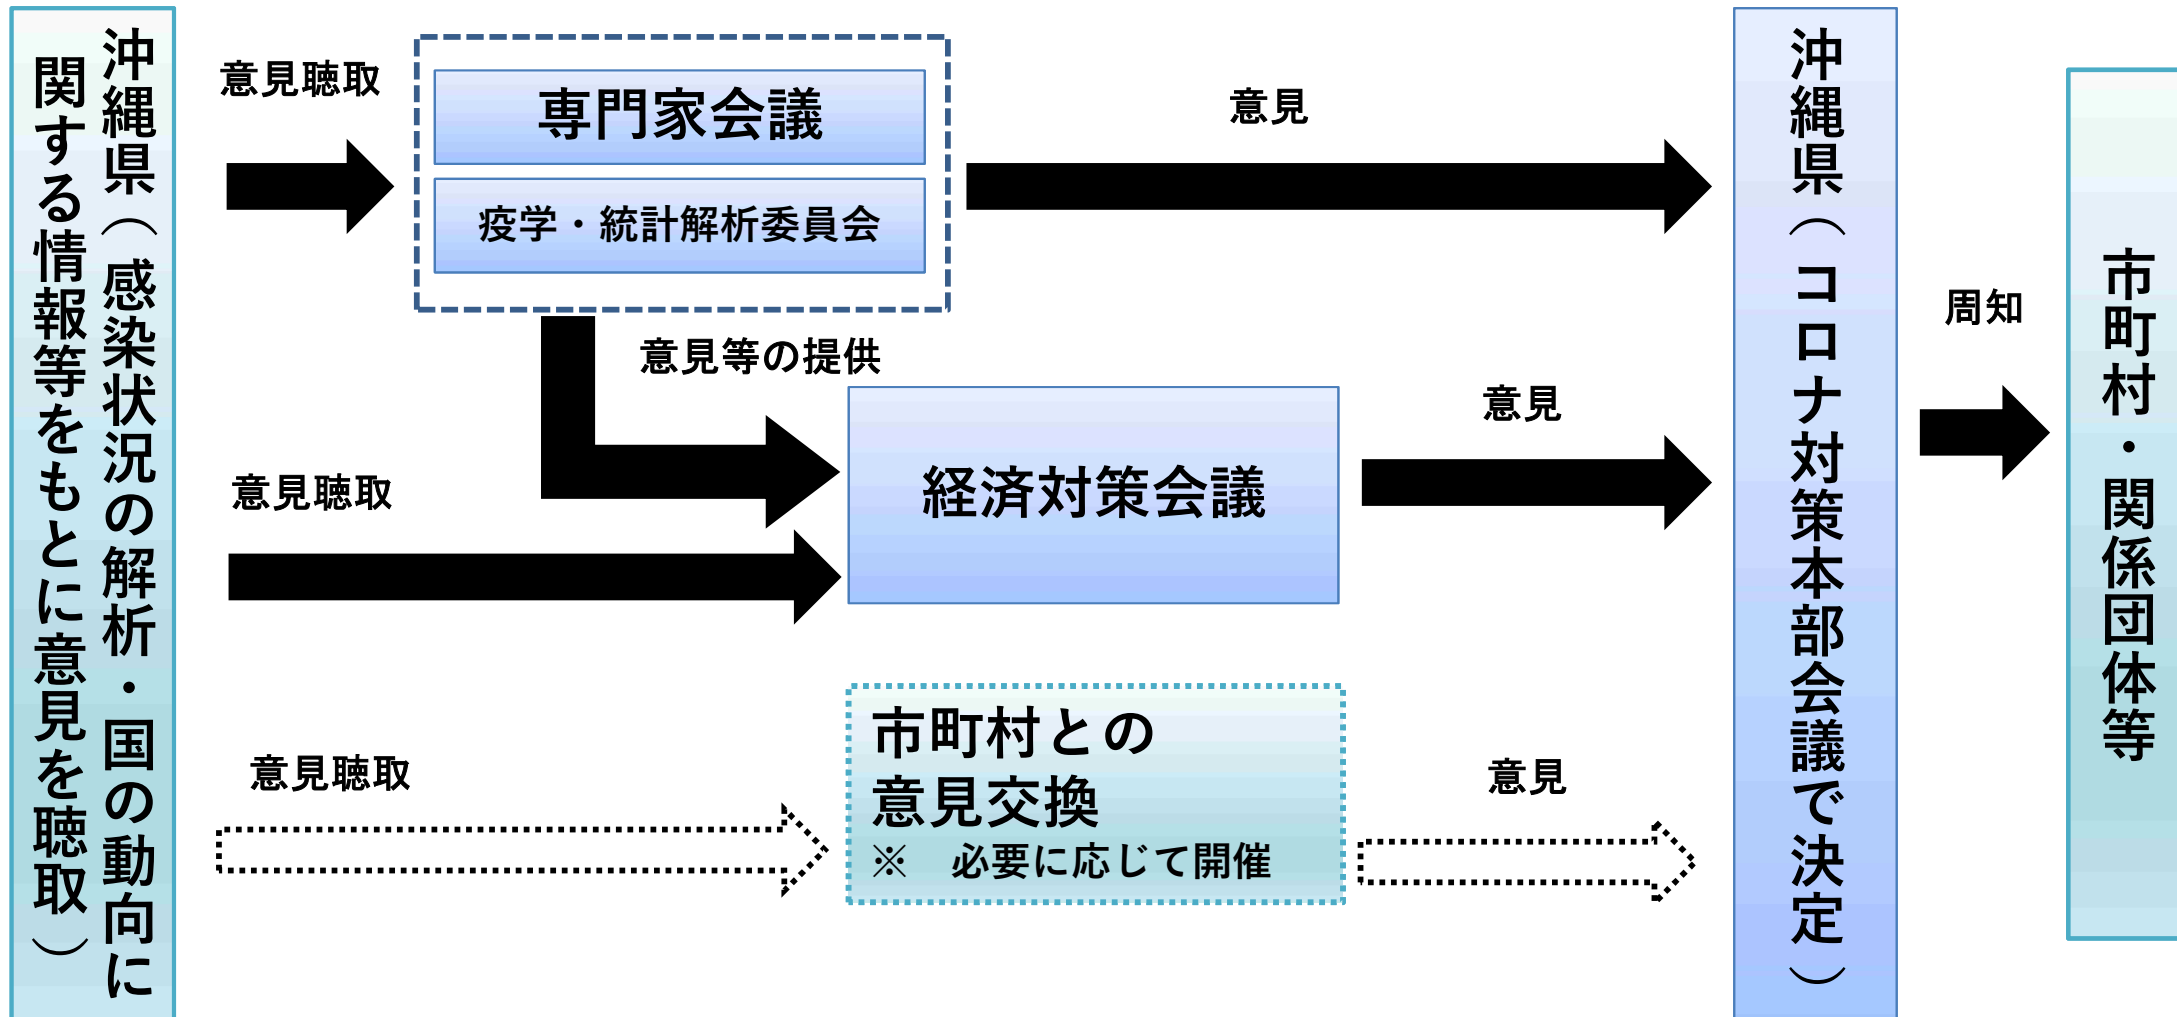 沖縄県（感染状況の解析・国の動向に
関する情報等をもとに意見を聴取）
意見聴取
専門家会議
疫学・統計解析委員会
意見
意見等の提供
意見聴取
経済対策会議
意見
意見聴取
市町村との
意見交換
※　必要に応じて開催
意見
沖縄県（コロナ対策本部会議で決定）
周知
市町村・関係団体等